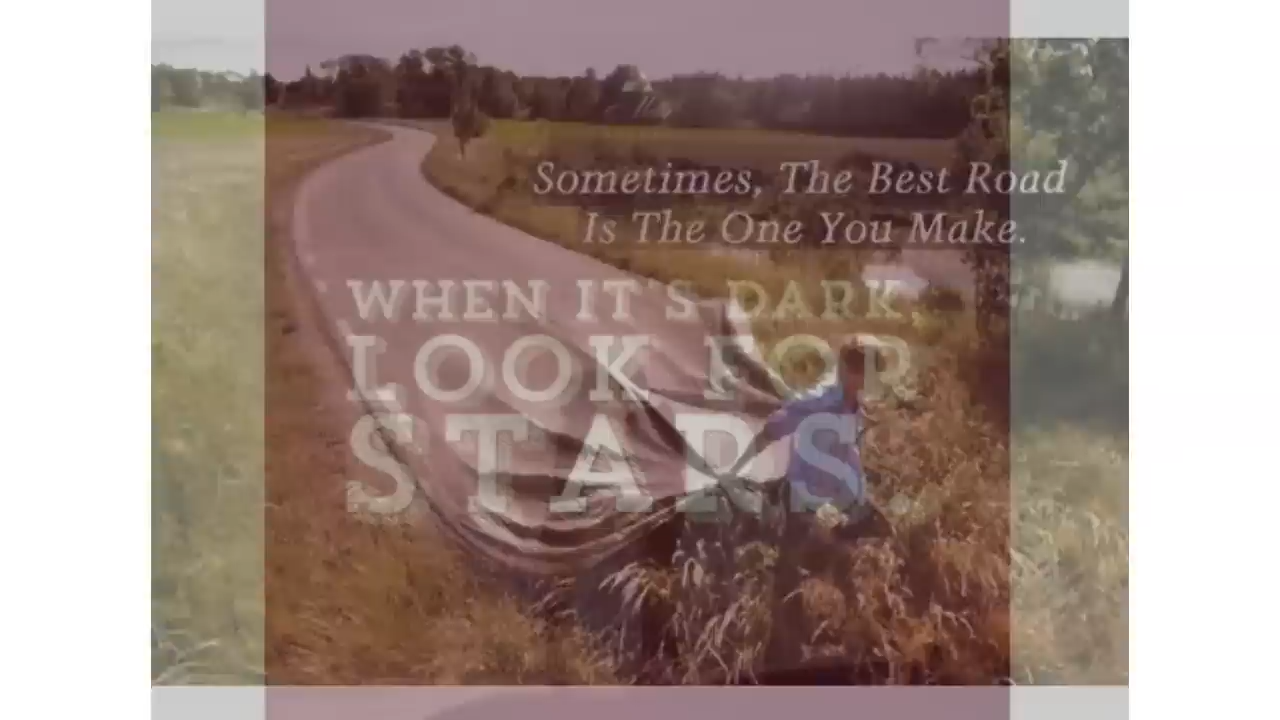 Sometimes, The Best Road
Is The One You Make.
WHEN IT'S DARK,
LOOK FOR
STARS.